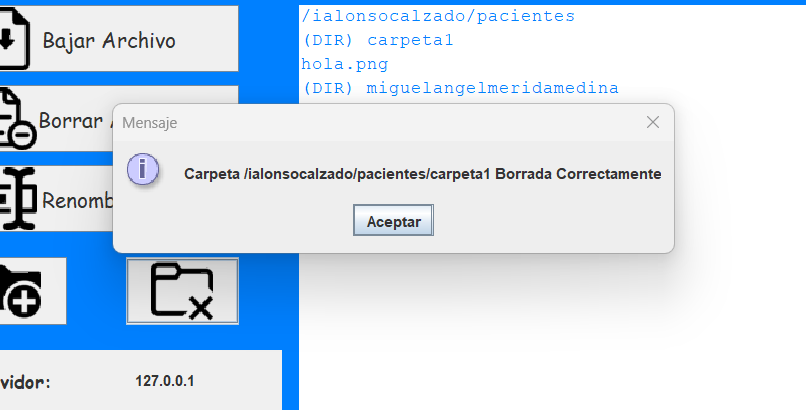 Bajar Archivo
/ialonsocalzado/pacientes
(DIR) carpeta1
hola.png
(DIR) miguelangelmeridamedina
Borrar
Mensaje
Carpeta /ialonsocalzado/pacientes/carpeta1 Borrada Correctamente
Aceptar
Renomb
vidor: 127.0.0.1